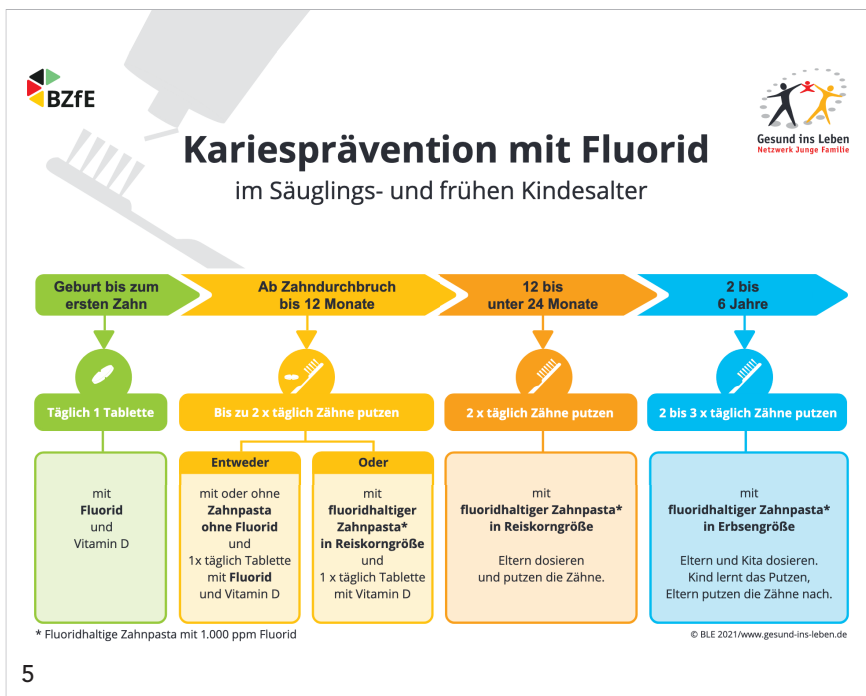 BZfE
Gesund ins Leben
Netzwerk Junge Familie
Kariesprävention mit Fluorid
im Säuglings- und frühen Kindesalter
Geburt bis zum
ersten Zahn
Täglich 1 Tablette
mit
Fluorid
und
Vitamin D
Ab Zahndurchbruch
bis 12 Monate
Bis zu 2 x täglich Zähne putzen
Entweder
mit oder ohne
Zahnpasta
ohne Fluorid
und
1x täglich Tablette
mit Fluorid
und Vitamin D
Oder
mit
fluoridhaltiger
Zahnpasta*
in Reiskorngröße
und
1 x täglich Tablette
mit Vitamin D
12 bis
unter 24 Monate
2 x täglich Zähne putzen
mit
fluoridhaltiger Zahnpasta*
in Reiskorngröße
Eltern dosieren
und putzen die Zähne.
2 bis
6 Jahre
2 bis 3 x täglich Zähne putzen
mit
fluoridhaltiger Zahnpasta*
in Erbsengröße
Eltern und Kita dosieren.
Kind lernt das Putzen,
Eltern putzen die Zähne nach.
* Fluoridhaltige Zahnpasta mit 1.000 ppm Fluorid
© BLE 2021/www.gesund-ins-leben.de
5